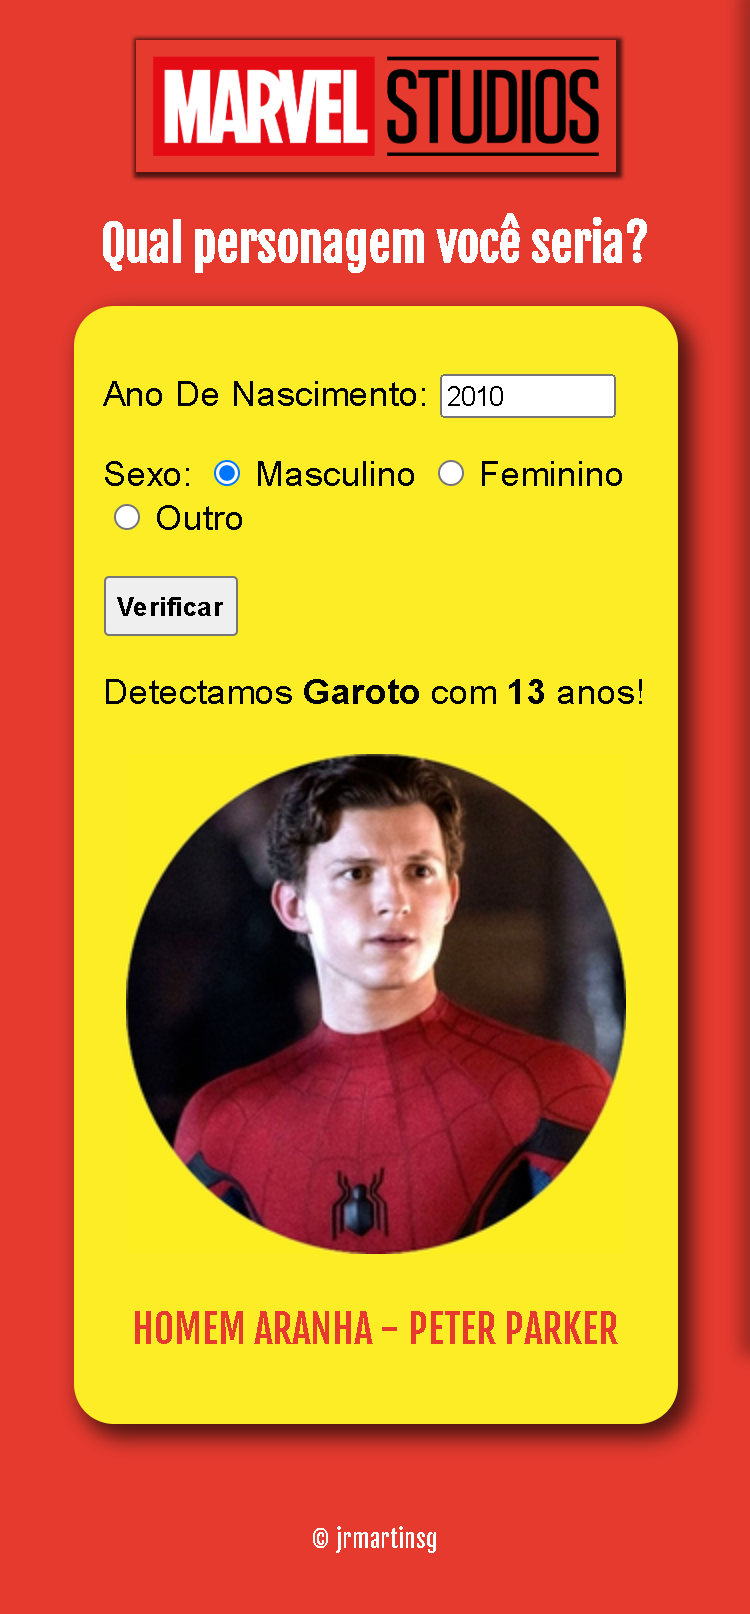 MARVEL STUDIOS
Qual personagem você seria?
Ano De Nascimento: 2010
Sexo: Masculino Feminino
Outro
Verificar
Detectamos Garoto com 13 anos!
HOMEM ARANHA - PETER PARKER
© jrmartinsg